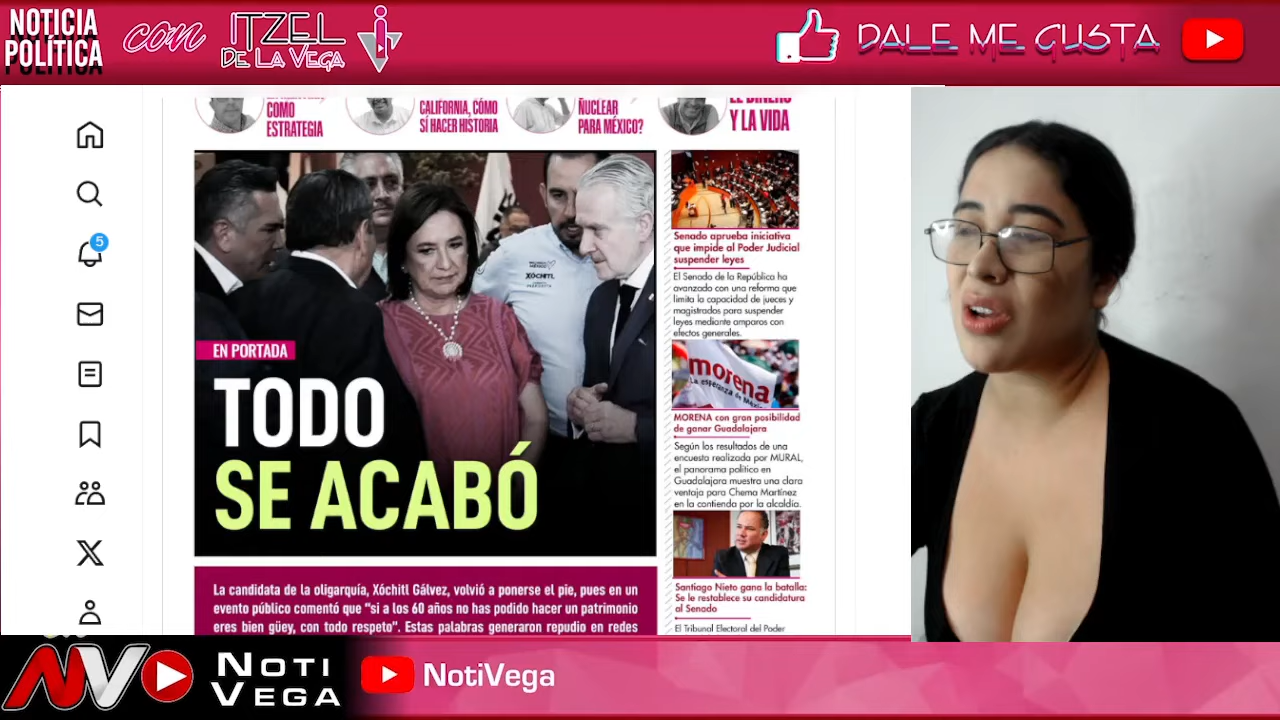 NOTICIA
POLÍTICA
con
ITZEL
DE LA VEGA
DALE ME GUSTA
COMO
ESTRATEGIA
CALIFORNIA, CÓMO
SÍ HACER HISTORIA
NUCLEAR
PARA MÉXICO?
EL DINERO
Y LA VIDA
5
XÓCHITL
EN PORTADA
TODO
SE ACABÓ
La candidata de la oligarquía, Xóchitl Gálvez, volvió a ponerse el pie, pues en un
evento público comentó que "si a los 60 años no has podido hacer un patrimonio
eres bien güey, con todo respeto". Estas palabras generaron repudio en redes
Senado aprueba iniciativa
que impide al Poder Judicial
suspender leyes
El Senado de la República ha
avanzado con una reforma que
limita la capacidad de jueces y
magistrados para suspender
leyes mediante amparos con
efectos generales.
morena
La esperanza de México
MORENA con gran posibilidad
de ganar Guadalajara
Según los resultados de una
encuesta realizada por MURAL,
el panorama político en
Guadalajara muestra una clara
ventaja para Chema Martínez
en la contienda por la alcaldía.
Santiago Nieto gana la batalla:
Se le restablece su candidatura
al Senado
El Tribunal Electoral del Poder
NV
NOTI
VEGA
NotiVega